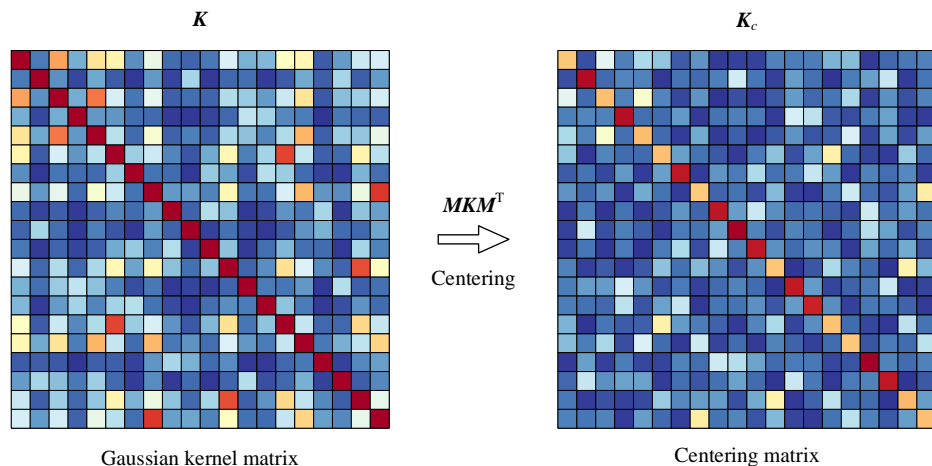 K
K_c
MKM^T
Centering
Gaussian kernel matrix
Centering matrix